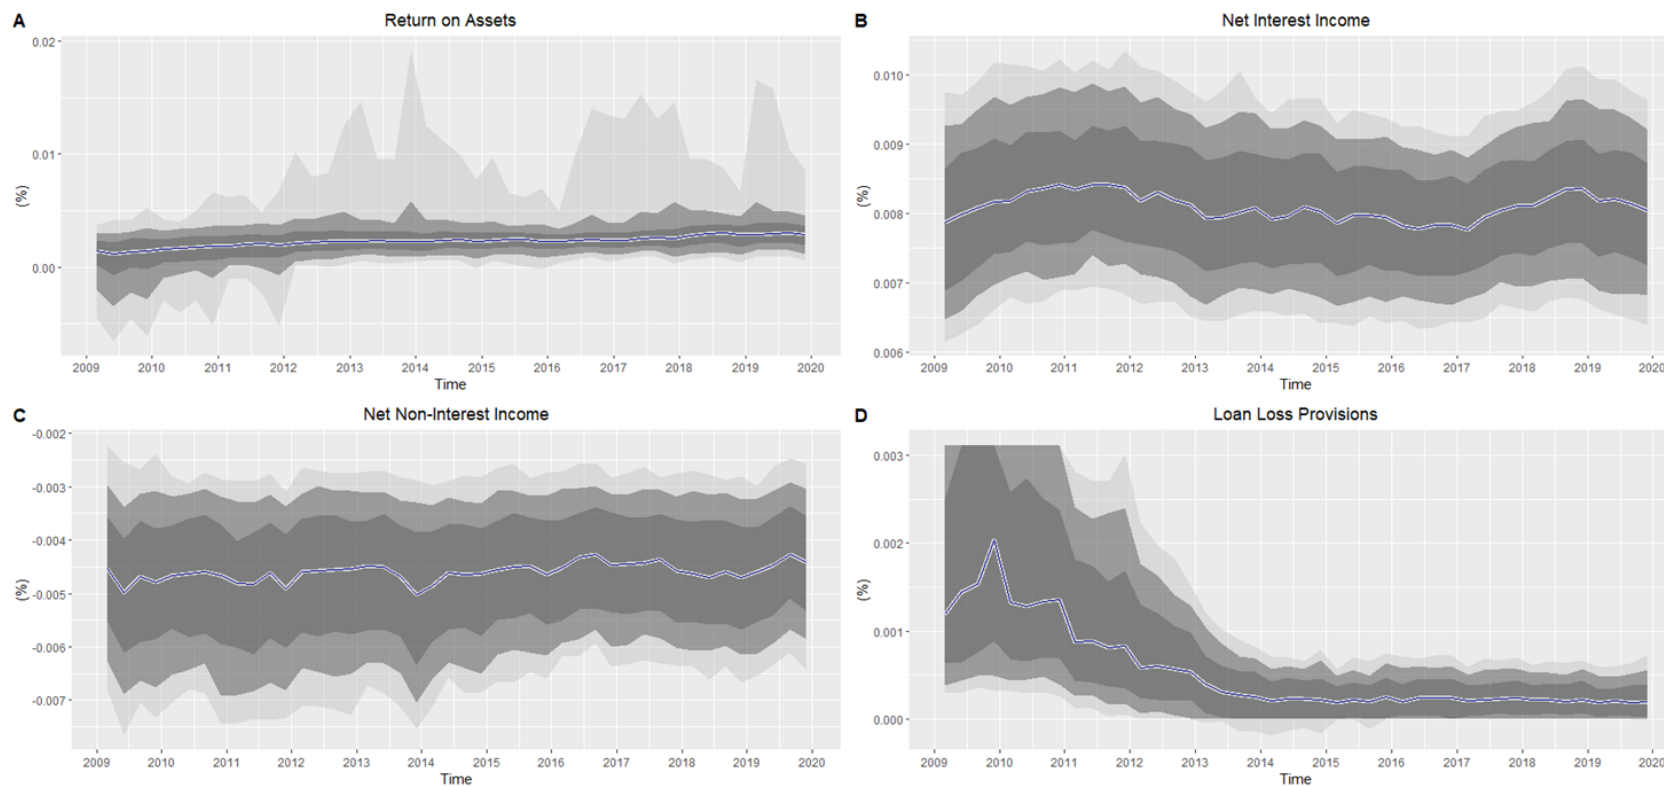 A Return on Assets
0.02
0.01
0.00
(%)
2009 2010 2011 2012 2013 2014 2015 2016 2017 2018 2019 2020
Time
B Net Interest Income
0.010
0.009
0.008
0.007
0.006
(%)
2009 2010 2011 2012 2013 2014 2015 2016 2017 2018 2019 2020
Time
C Net Non-Interest Income
-0.002
-0.003
-0.004
-0.005
-0.006
-0.007
(%)
2009 2010 2011 2012 2013 2014 2015 2016 2017 2018 2019 2020
Time
D Loan Loss Provisions
0.003
0.002
0.001
0.000
(%)
2009 2010 2011 2012 2013 2014 2015 2016 2017 2018 2019 2020
Time